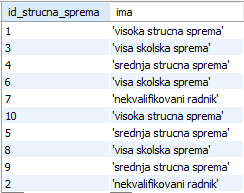 id_strucna_sprema ima
1 'visoka strucna sprema'
3 'visa skolska sprema'
4 'srednja strucna sprema'
6 'visa skolska sprema'
7 'nekvalifikovani radnik'
10 'visoka strucna sprema'
5 'srednja strucna sprema'
8 'visa skolska sprema'
9 'srednja strucna sprema'
2 'nekvalifikovani radnik'